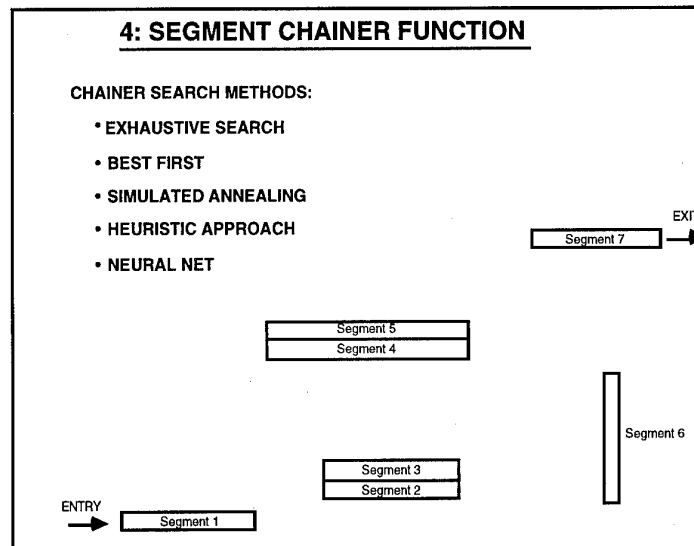 4: SEGMENT CHAINER FUNCTION
CHAINER SEARCH METHODS:
• EXHAUSTIVE SEARCH
• BEST FIRST
• SIMULATED ANNEALING
• HEURISTIC APPROACH
• NEURAL NET
EXIT
Segment 7
Segment 5
Segment 4
Segment 6
Segment 3
Segment 2
ENTRY
Segment 1